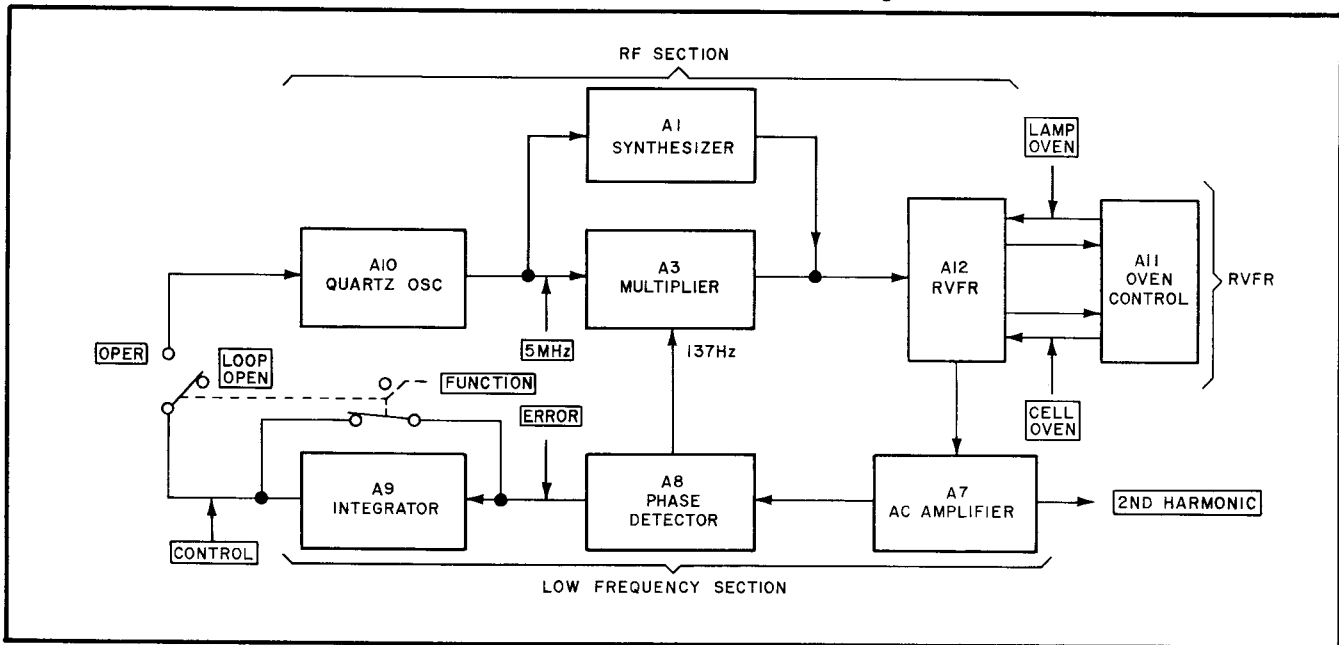 RF SECTION
A1
SYNTHESIZER
LAMP
OVEN
A10
QUARTZ OSC
A3
MULTIPLIER
A12
RVFR
A11
OVEN
CONTROL
RVFR
OPER
LOOP
OPEN
5MHz
137Hz
FUNCTION
ERROR
CELL
OVEN
A9
INTEGRATOR
A8
PHASE
DETECTOR
A7
AC AMPLIFIER
2ND HARMONIC
CONTROL
LOW FREQUENCY SECTION